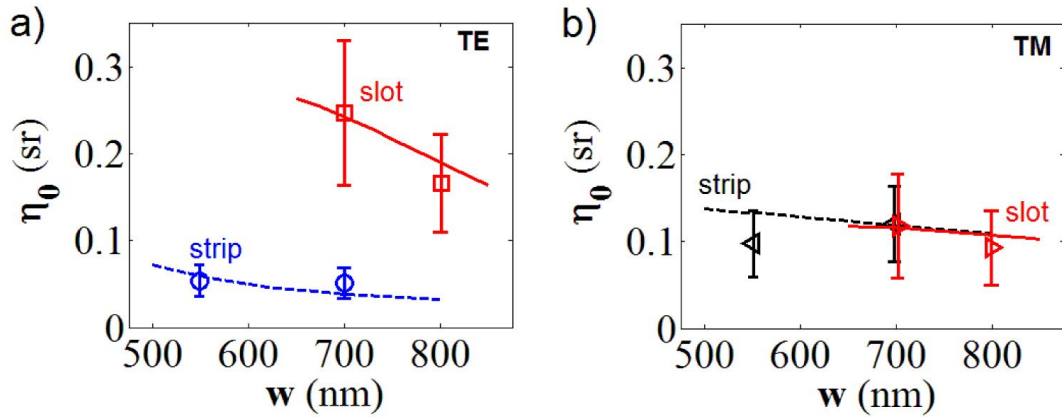 a)
TE
0.3
0.2
0.1
0
η₀ (sr)
slot
strip
500 600 700 800
w (nm)
b)
TM
0.3
0.2
0.1
0
η₀ (sr)
strip
slot
500 600 700 800
w (nm)